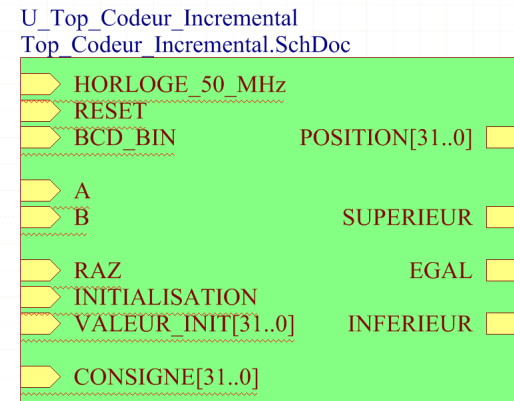 U_Top_Codeur_Incremental
Top_Codeur_Incremental.SchDoc
HORLOGE_50_MHz
RESET
BCD_BIN POSITION[31..0]
A
B SUPERIEUR
RAZ EGAL
INITIALISATION
VALEUR_INIT[31..0] INFERIEUR
CONSIGNE[31..0]